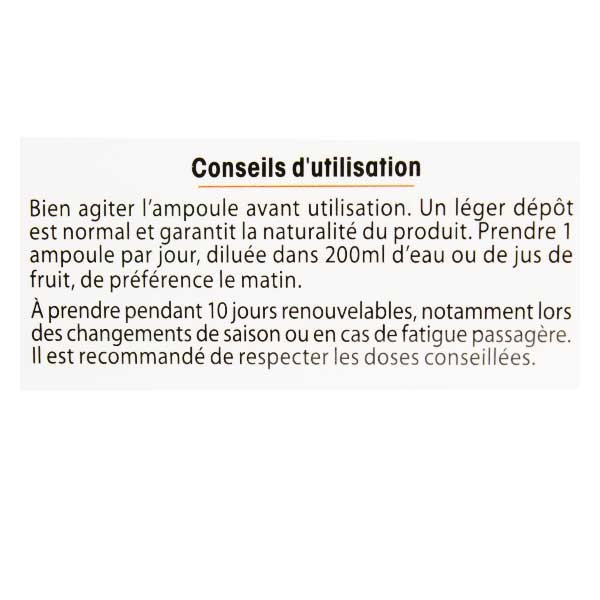 Conseils d'utilisation
Bien agiter l'ampoule avant utilisation. Un léger dépôt
est normal et garantit la naturalité du produit. Prendre 1
ampoule par jour, diluée dans 200ml d'eau ou de jus de
fruit, de préférence le matin.
À prendre pendant 10 jours renouvelables, notamment lors
des changements de saison ou en cas de fatigue passagère.
Il est recommandé de respecter les doses conseillées.